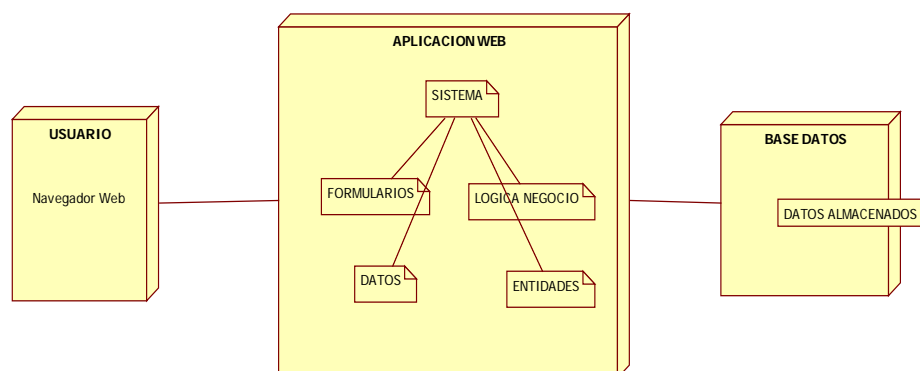 APLICACION WEB
SISTEMA
USUARIO
BASE DATOS
Navegador Web
FORMULARIOS
LOGICA NEGOCIO
DATOS ALMACENADOS
DATOS
ENTIDADES